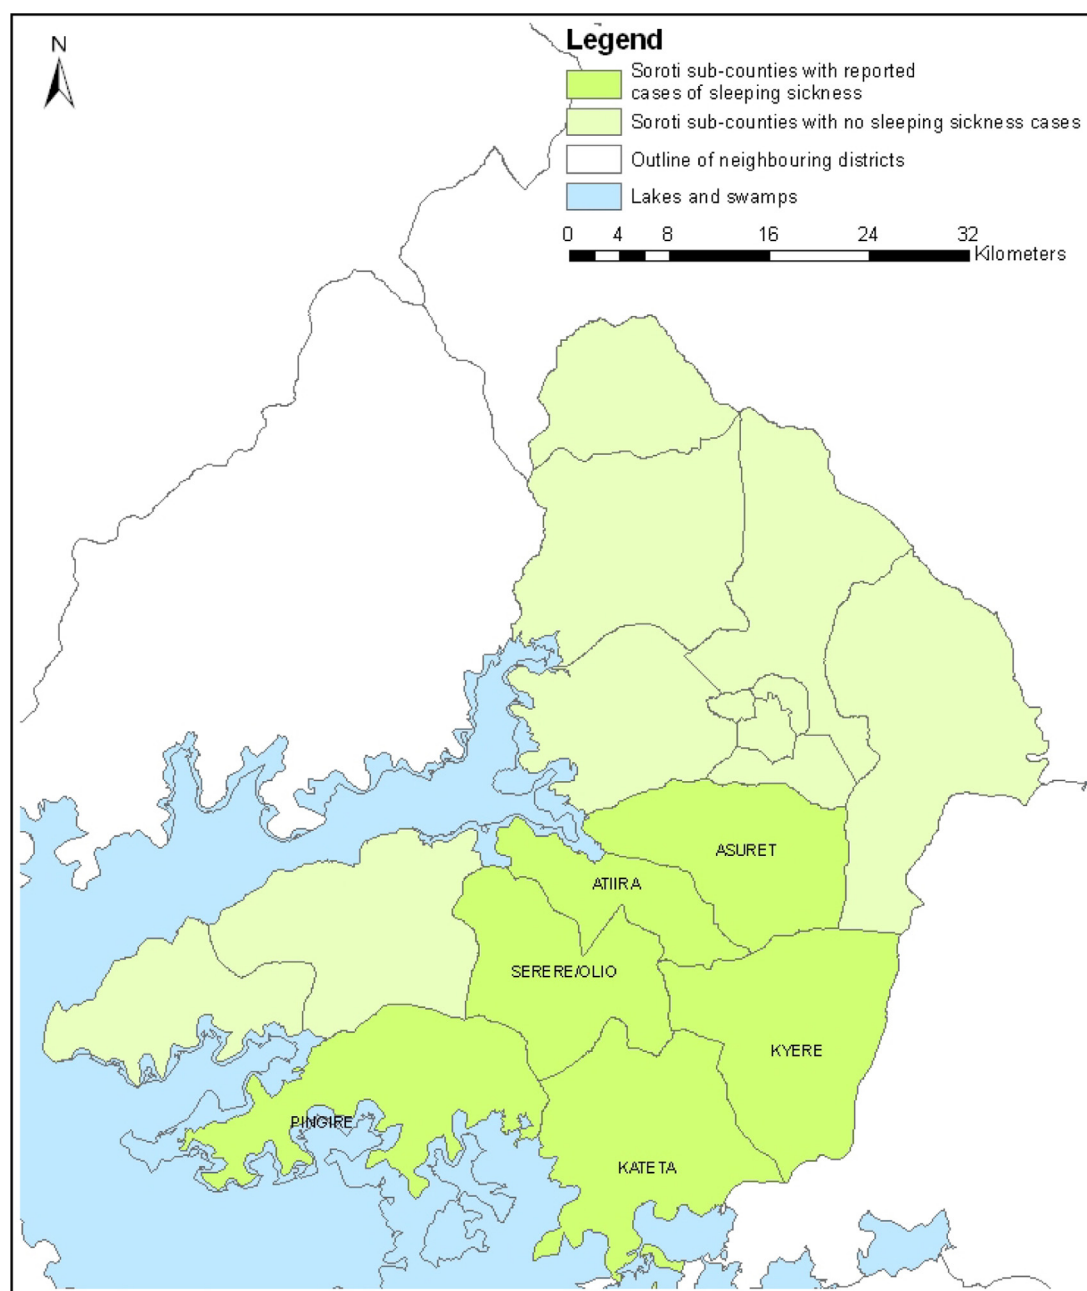 N
Legend
Soroti sub-counties with reported
cases of sleeping sickness
Soroti sub-counties with no sleeping sickness cases
Outline of neighbouring districts
Lakes and swamps
0 4 8 16 24 32
Kilometers
ASURET
ATIIRA
SERERE/OLIO
KYERE
PINGIRE
KATETA